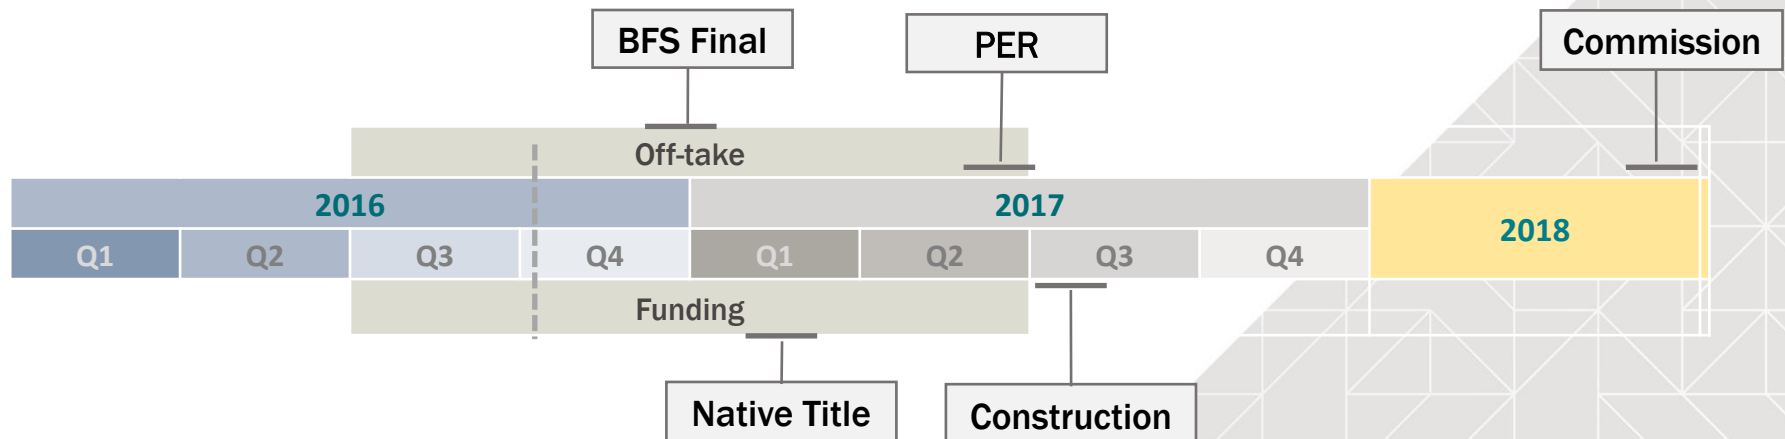 BFS Final
PER
Commission
Off-take
2016
2017
2018
Q1
Q2
Q3
Q4
Q1
Q2
Q3
Q4
Funding
Native Title
Construction